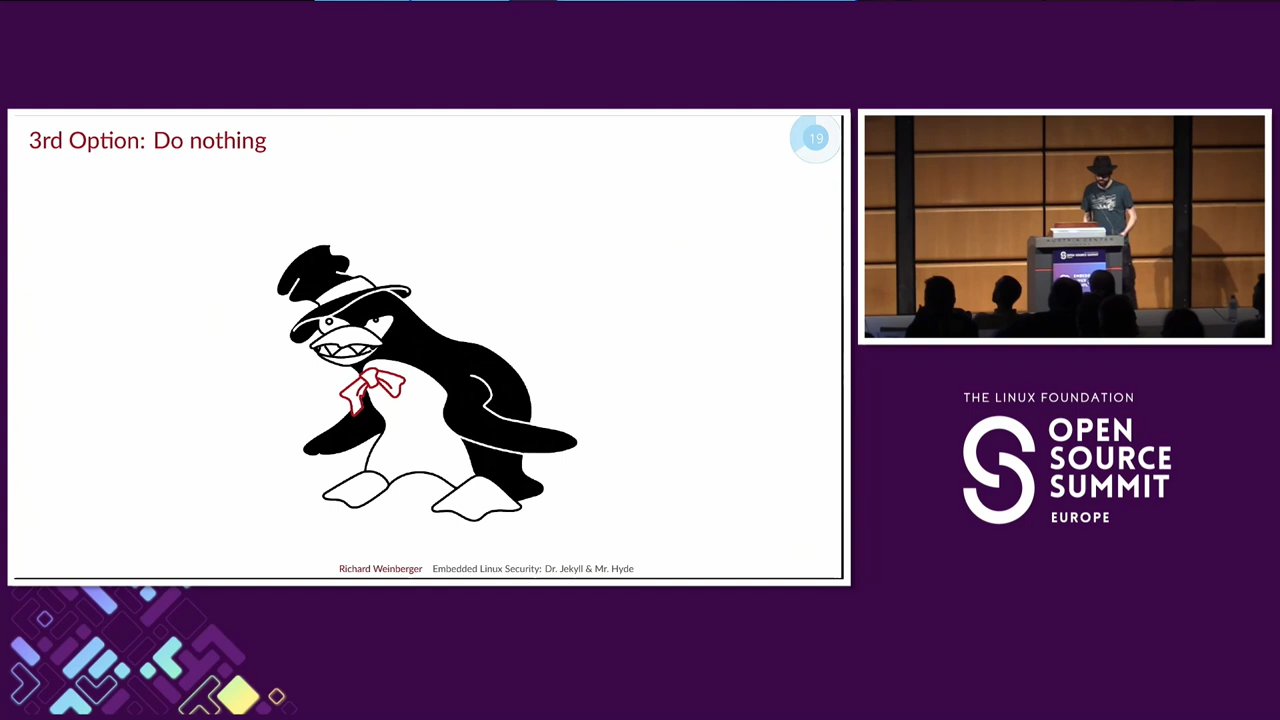 3rd Option: Do nothing
19
Richard Weinberger Embedded Linux Security: Dr. Jekyll & Mr. Hyde
THE LINUX FOUNDATION
OPEN
SOURCE
SUMMIT
EUROPE